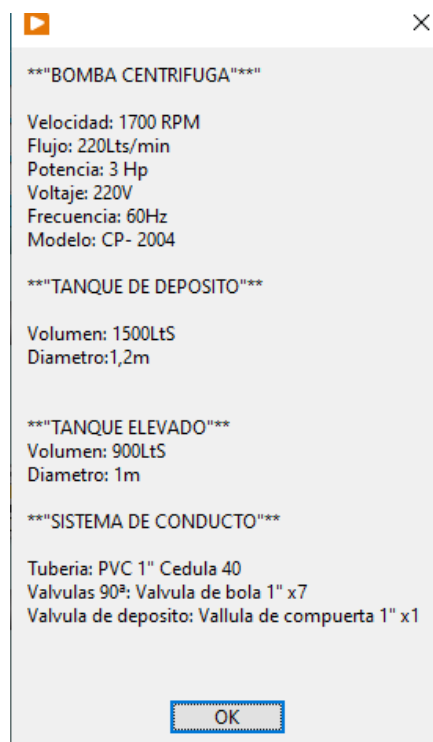 **"BOMBA CENTRIFUGA"**"
Velocidad: 1700 RPM
Flujo: 220Lts/min
Potencia: 3 Hp
Voltaje: 220V
Frecuencia: 60Hz
Modelo: CP- 2004
**"TANQUE DE DEPOSITO"**
Volumen: 1500LtS
Diametro:1,2m
**"TANQUE ELEVADO"**
Volumen: 900LtS
Diametro: 1m
**"SISTEMA DE CONDUCTO"**
Tuberia: PVC 1" Cedula 40
Valvulas 90ª: Valvula de bola 1" x7
Valvula de deposito: Vallula de compuerta 1" x1
OK